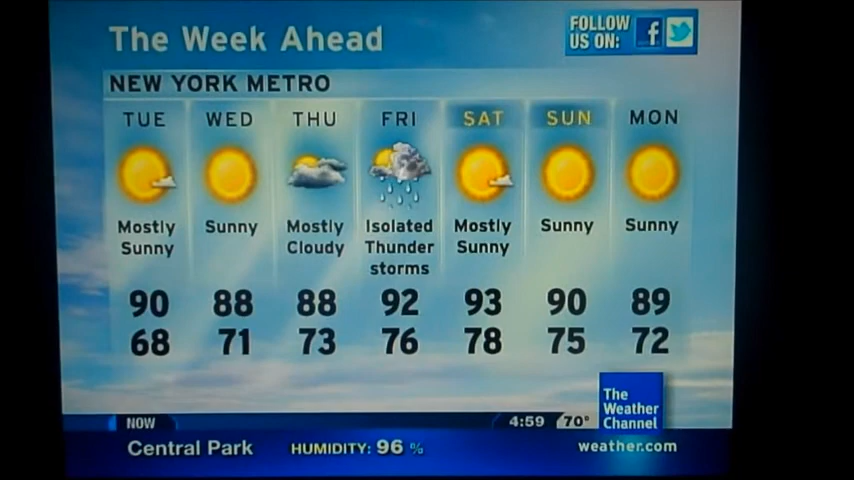 The Week Ahead
FOLLOW
US ON:
f
NEW YORK METRO
TUE WED THU FRI SAT SUN MON
Mostly Sunny Mostly Isolated Mostly Sunny Sunny
Sunny Cloudy Thunder Sunny
storms
90 88 88 92 93 90 89
68 71 73 76 78 75 72
The
Weather
Channel
NOW 4:59 70°
Central Park HUMIDITY: 96 % weather.com